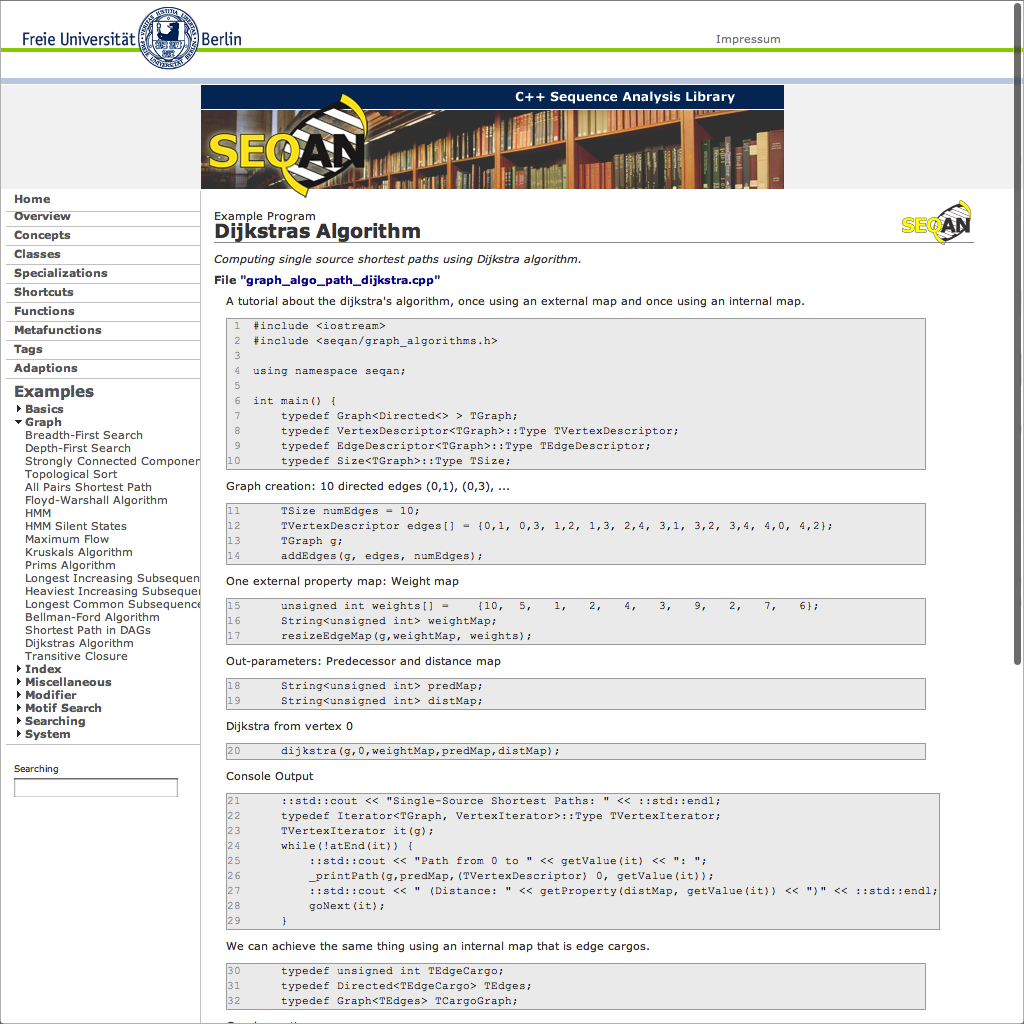 Freie Universität Berlin
Impressum
C++ Sequence Analysis Library
SEQAN
Home
Overview
Concepts
Classes
Specializations
Shortcuts
Functions
Metafunctions
Tags
Adaptions
Examples
Basics
Graph
Breadth-First Search
Depth-First Search
Strongly Connected Componen
Topological Sort
All Pairs Shortest Path
Floyd-Warshall Algorithm
HMM
HMM Silent States
Maximum Flow
Kruskals Algorithm
Prims Algorithm
Longest Increasing Subsequen
Heaviest Increasing Subsequen
Longest Common Subsequence
Bellman-Ford Algorithm
Shortest Path in DAGs
Dijkstras Algorithm
Transitive Closure
Index
Miscellaneous
Modifier
Motif Search
Searching
System
Searching
Example Program
Dijkstras Algorithm
SEQAN
Computing single source shortest paths using Dijkstra algorithm.
File "graph_algo_path_dijkstra.cpp"
A tutorial about the dijkstra's algorithm, once using an external map and once using an internal map.
1 #include <iostream>
2 #include <seqan/graph_algorithms.h>
3
4 using namespace seqan;
5
6 int main() {
7     typedef Graph<Directed<> > TGraph;
8     typedef VertexDescriptor<TGraph>::Type TVertexDescriptor;
9     typedef EdgeDescriptor<TGraph>::Type TEdgeDescriptor;
10     typedef Size<TGraph>::Type TSize;
Graph creation: 10 directed edges (0,1), (0,3), ...
11     TSize numEdges = 10;
12     TVertexDescriptor edges[] = {0,1, 0,3, 1,2, 1,3, 2,4, 3,1, 3,2, 3,4, 4,0, 4,2};
13     TGraph g;
14     addEdges(g, edges, numEdges);
One external property map: Weight map
15     unsigned int weights[] =    {10,  5,   1,   2,   4,   3,   9,   2,   7,   6};
16     String<unsigned int> weightMap;
17     resizeEdgeMap(g,weightMap, weights);
Out-parameters: Predecessor and distance map
18     String<unsigned int> predMap;
19     String<unsigned int> distMap;
Dijkstra from vertex 0
20     dijkstra(g,0,weightMap,predMap,distMap);
Console Output
21     ::std::cout << "Single-Source Shortest Paths: " << ::std::endl;
22     typedef Iterator<TGraph, VertexIterator>::Type TVertexIterator;
23     TVertexIterator it(g);
24     while(!atEnd(it)) {
25         ::std::cout << "Path from 0 to " << getValue(it) << ": ";
26         _printPath(g,predMap,(TVertexDescriptor) 0, getValue(it));
27         ::std::cout << " (Distance: " << getProperty(distMap, getValue(it)) << ")" << ::std::endl;
28         goNext(it);
29     }
We can achieve the same thing using an internal map that is edge cargos.
30     typedef unsigned int TEdgeCargo;
31     typedef Directed<TEdgeCargo> TEdges;
32     typedef Graph<TEdges> TCargoGraph;